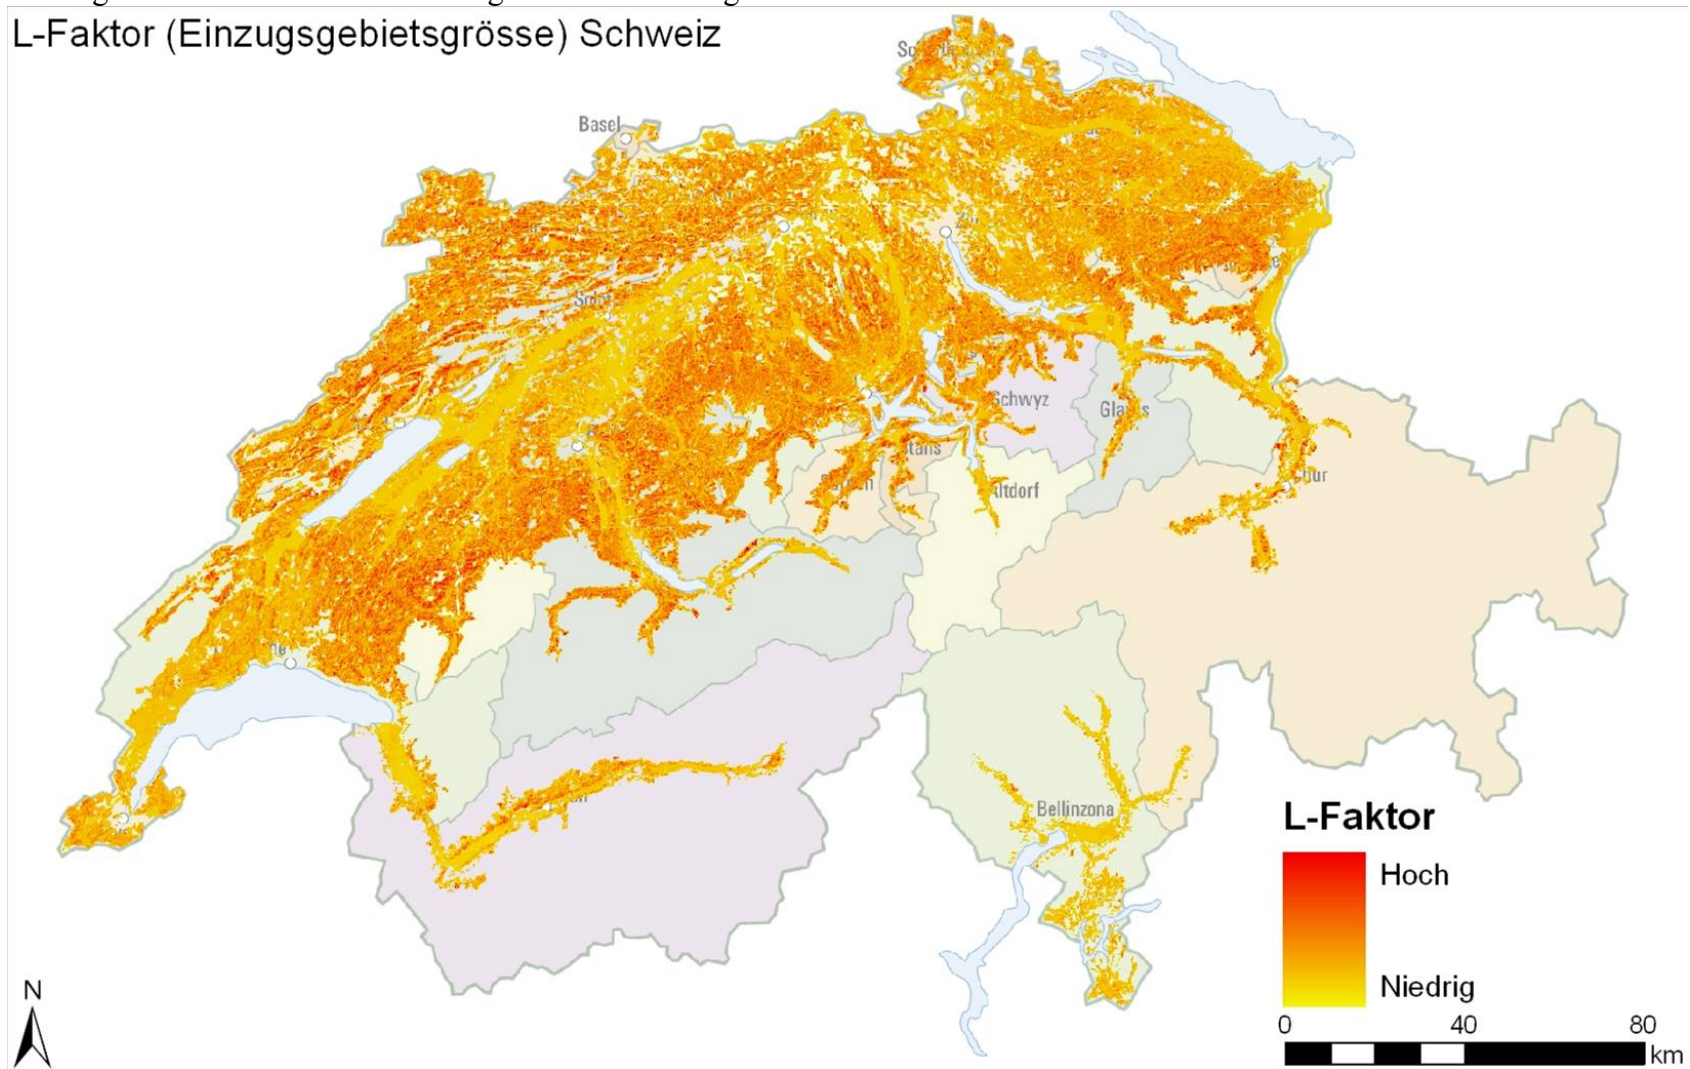 L-Faktor (Einzugsgebietsgrösse) Schweiz
Basel
Schwyz
Glarus
Stans
Altdorf
Chur
Bellinzona
L-Faktor
Hoch
Niedrig
N
0 40 80
km